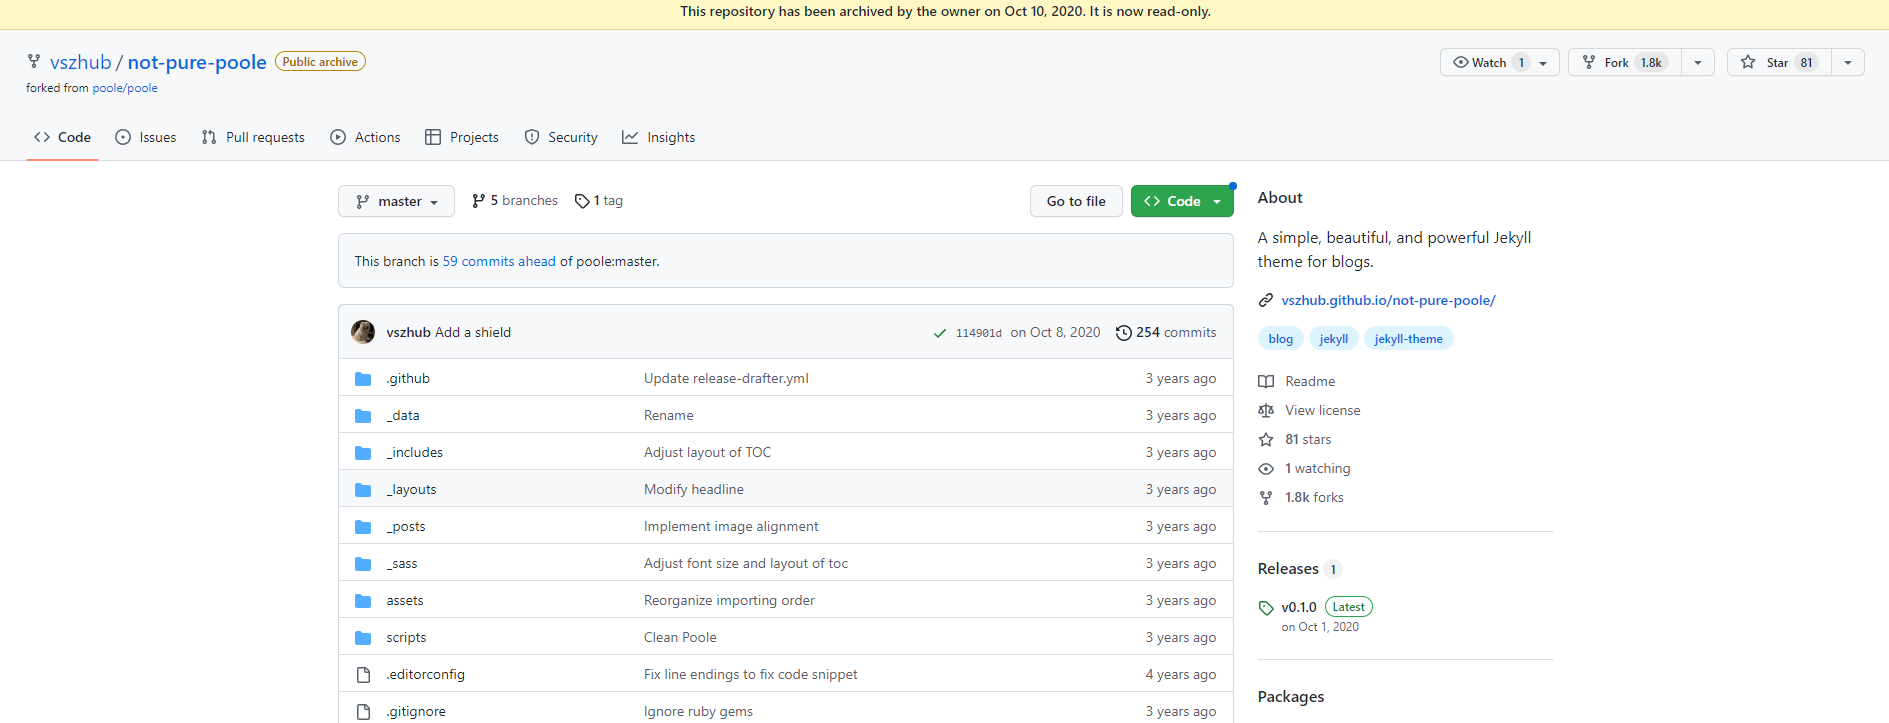 This repository has been archived by the owner on Oct 10, 2020. It is now read-only.
vszhub / not-pure-poole Public archive
Watch 1 Fork 1.8k Star 81
forked from poole/poole
Code Issues Pull requests Actions Projects Security Insights
master 5 branches 1 tag Go to file Code
This branch is 59 commits ahead of poole:master.
vszhub Add a shield 114901d on Oct 8, 2020 254 commits
.github Update release-drafter.yml 3 years ago
_data Rename 3 years ago
_includes Adjust layout of TOC 3 years ago
_layouts Modify headline 3 years ago
_posts Implement image alignment 3 years ago
_sass Adjust font size and layout of toc 3 years ago
assets Reorganize importing order 3 years ago
scripts Clean Poole 3 years ago
.editorconfig Fix line endings to fix code snippet 4 years ago
.gitignore Ignore ruby gems 3 years ago
About
A simple, beautiful, and powerful Jekyll
theme for blogs.
vszhub.github.io/not-pure-poole/
blog jekyll jekyll-theme
Readme
View license
81 stars
1 watching
1.8k forks
Releases 1
v0.1.0 Latest
on Oct 1, 2020
Packages